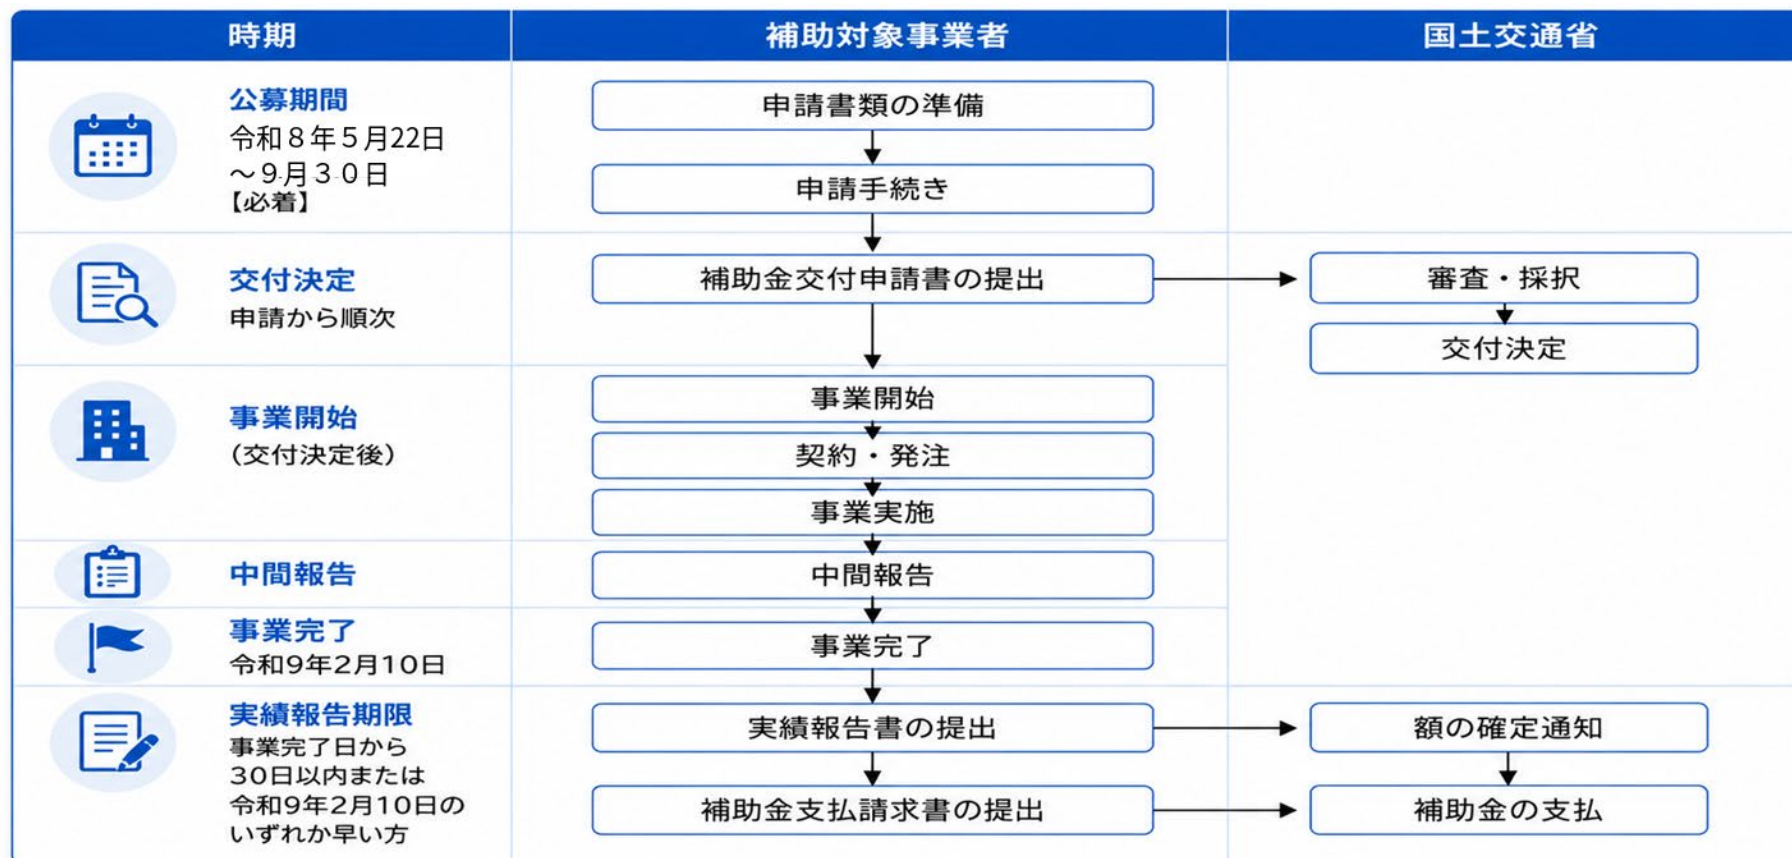 時期
補助対象事業者
国土交通省
公募期間
令和８年５月22日
～９月３０日
【必着】
申請書類の準備
申請手続き
交付決定
申請から順次
補助金交付申請書の提出
審査・採択
交付決定
事業開始
(交付決定後)
事業開始
契約・発注
事業実施
中間報告
中間報告
事業完了
令和9年2月10日
事業完了
実績報告期限
事業完了日から
30日以内または
令和9年2月10日の
いずれか早い方
実績報告書の提出
額の確定通知
補助金支払請求書の提出
補助金の支払